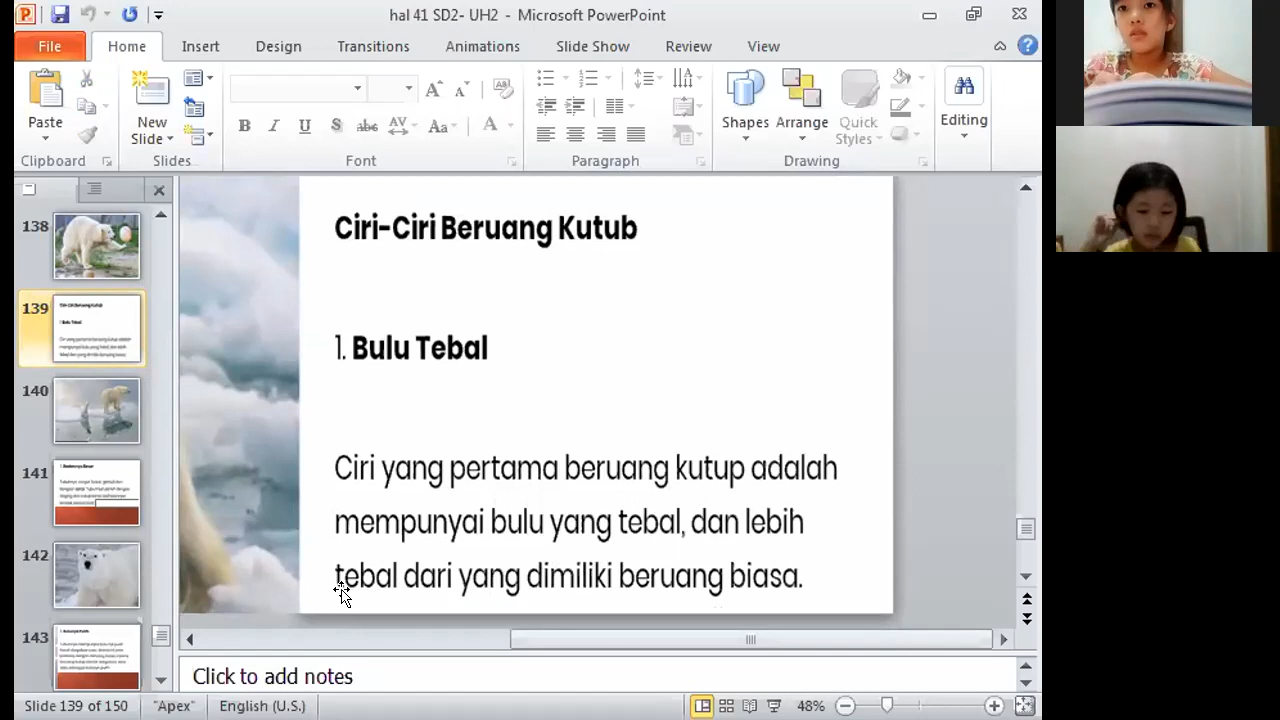 hal 41 SD2- UH2 - Microsoft PowerPoint
File Home Insert Design Transitions Animations Slide Show Review View
Paste
New
Slide
Shapes Arrange Quick
Styles
Editing
Clipboard Slides Font Paragraph Drawing
138
139
140
141
142
143
Ciri-Ciri Beruang Kutub
1. Bulu Tebal
Ciri yang pertama beruang kutup adalah
mempunyai bulu yang tebal, dan lebih
tebal dari yang dimiliki beruang biasa.
Click to add notes
Slide 139 of 150 "Apex" English (U.S.) 48%